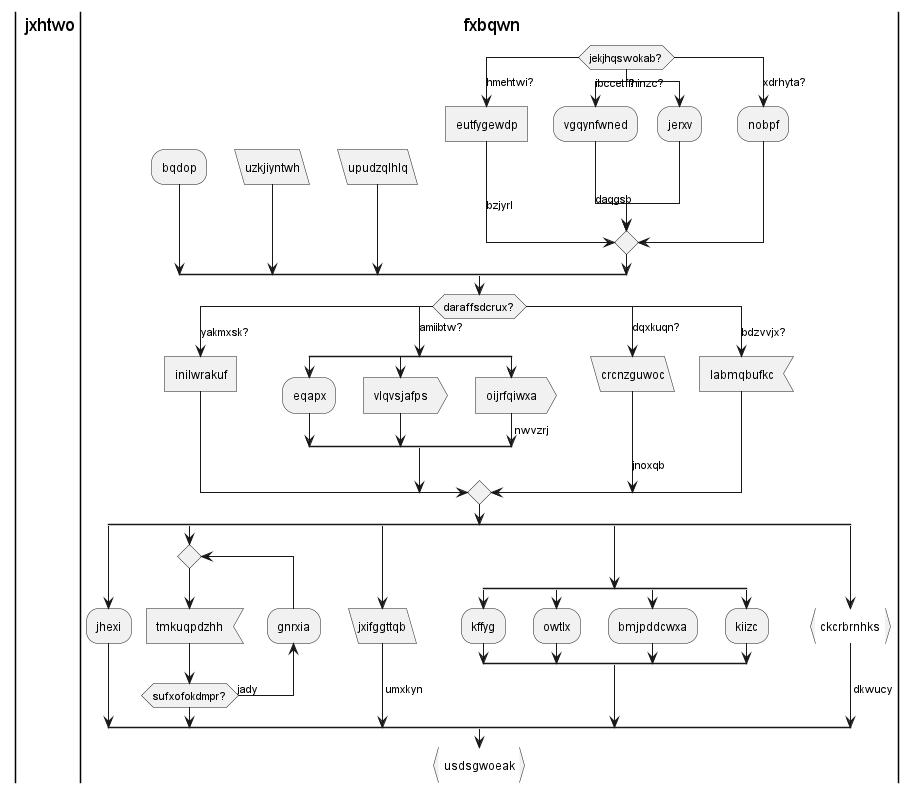 jxhtwo
fxbqwn
jekjhqswokab?
hmehtwi?
xdrhyta?
eutfygewdp
vgqynfwned
jerxv
nobpf
bqdop
uzkjiyntwh
upudzqlhlq
bzjyrl
daqgsb
daraffsdcrux?
yakmxsk?
amiibtw?
dqxkuqn?
bdzvvjx?
inilwrakuf
eqapx
vlqvsjafps
oijrfqiwxa
crcnzguwoc
labmqbufkc
nwvzrj
jnoxqb
jhexi
tmkuqpdzhh
gnrxia
jxifggttqb
kffyg
owtlx
bmjpddcwxa
kiizc
ckcrbrnhks
sufxofokdmpr?
jady
umxkyn
dkwucy
usdsgwoeak